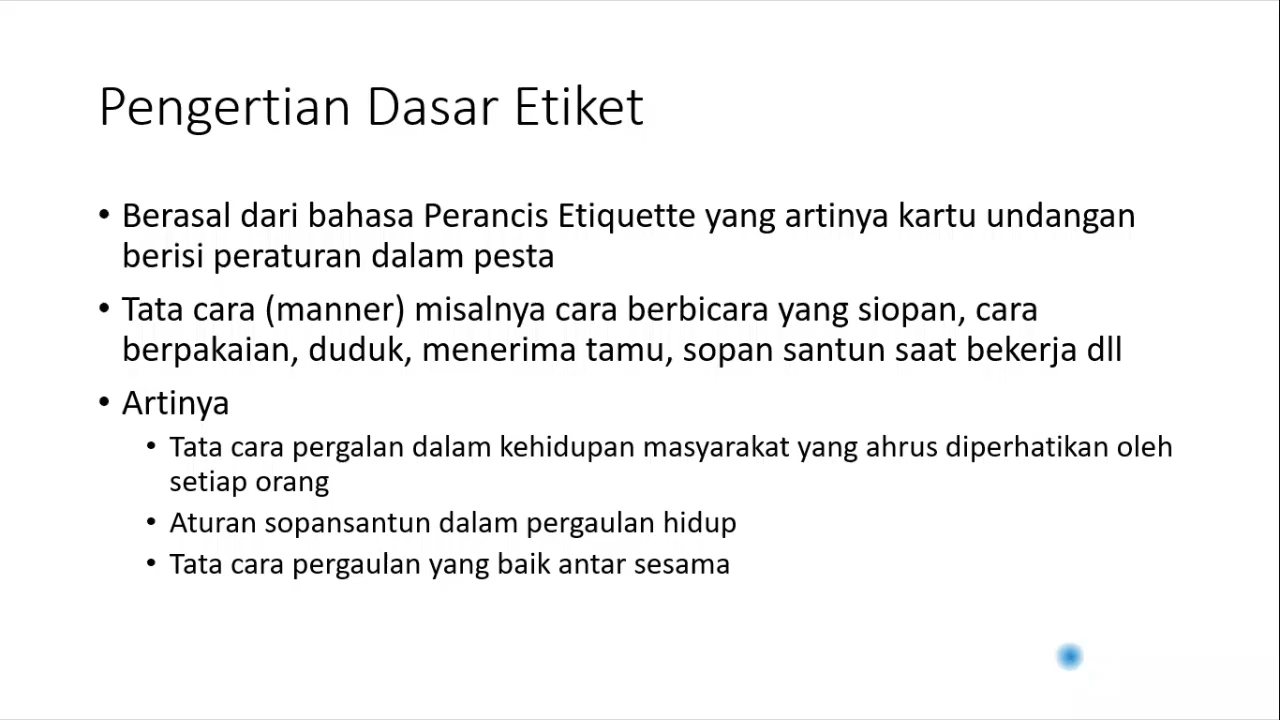 Pengertian Dasar Etiket
• Berasal dari bahasa Perancis Etiquette yang artinya kartu undangan
berisi peraturan dalam pesta
• Tata cara (manner) misalnya cara berbicara yang siopan, cara
berpakaian, duduk, menerima tamu, sopan santun saat bekerja dll
• Artinya
• Tata cara pergalan dalam kehidupan masyarakat yang ahrus diperhatikan oleh
setiap orang
• Aturan sopansantun dalam pergaulan hidup
• Tata cara pergaulan yang baik antar sesama